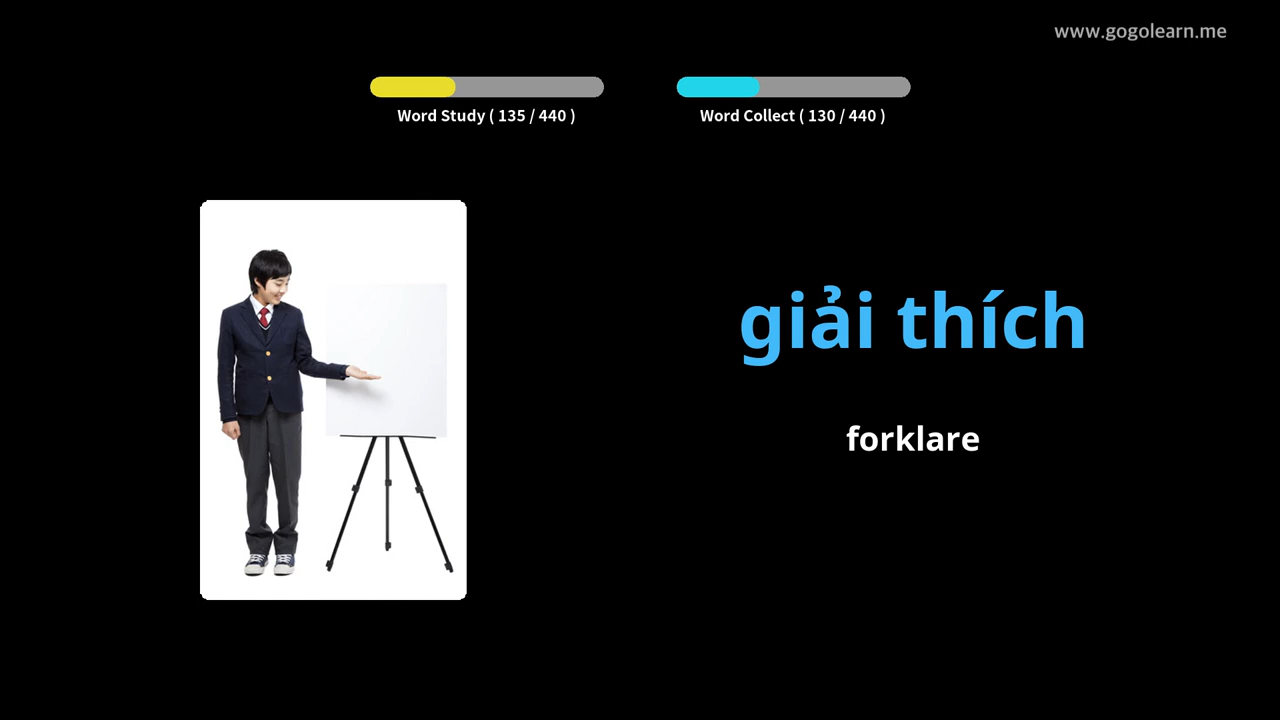 www.gogolearn.me
Word Study ( 135 / 440 )
Word Collect ( 130 / 440 )
giải thích
forklare